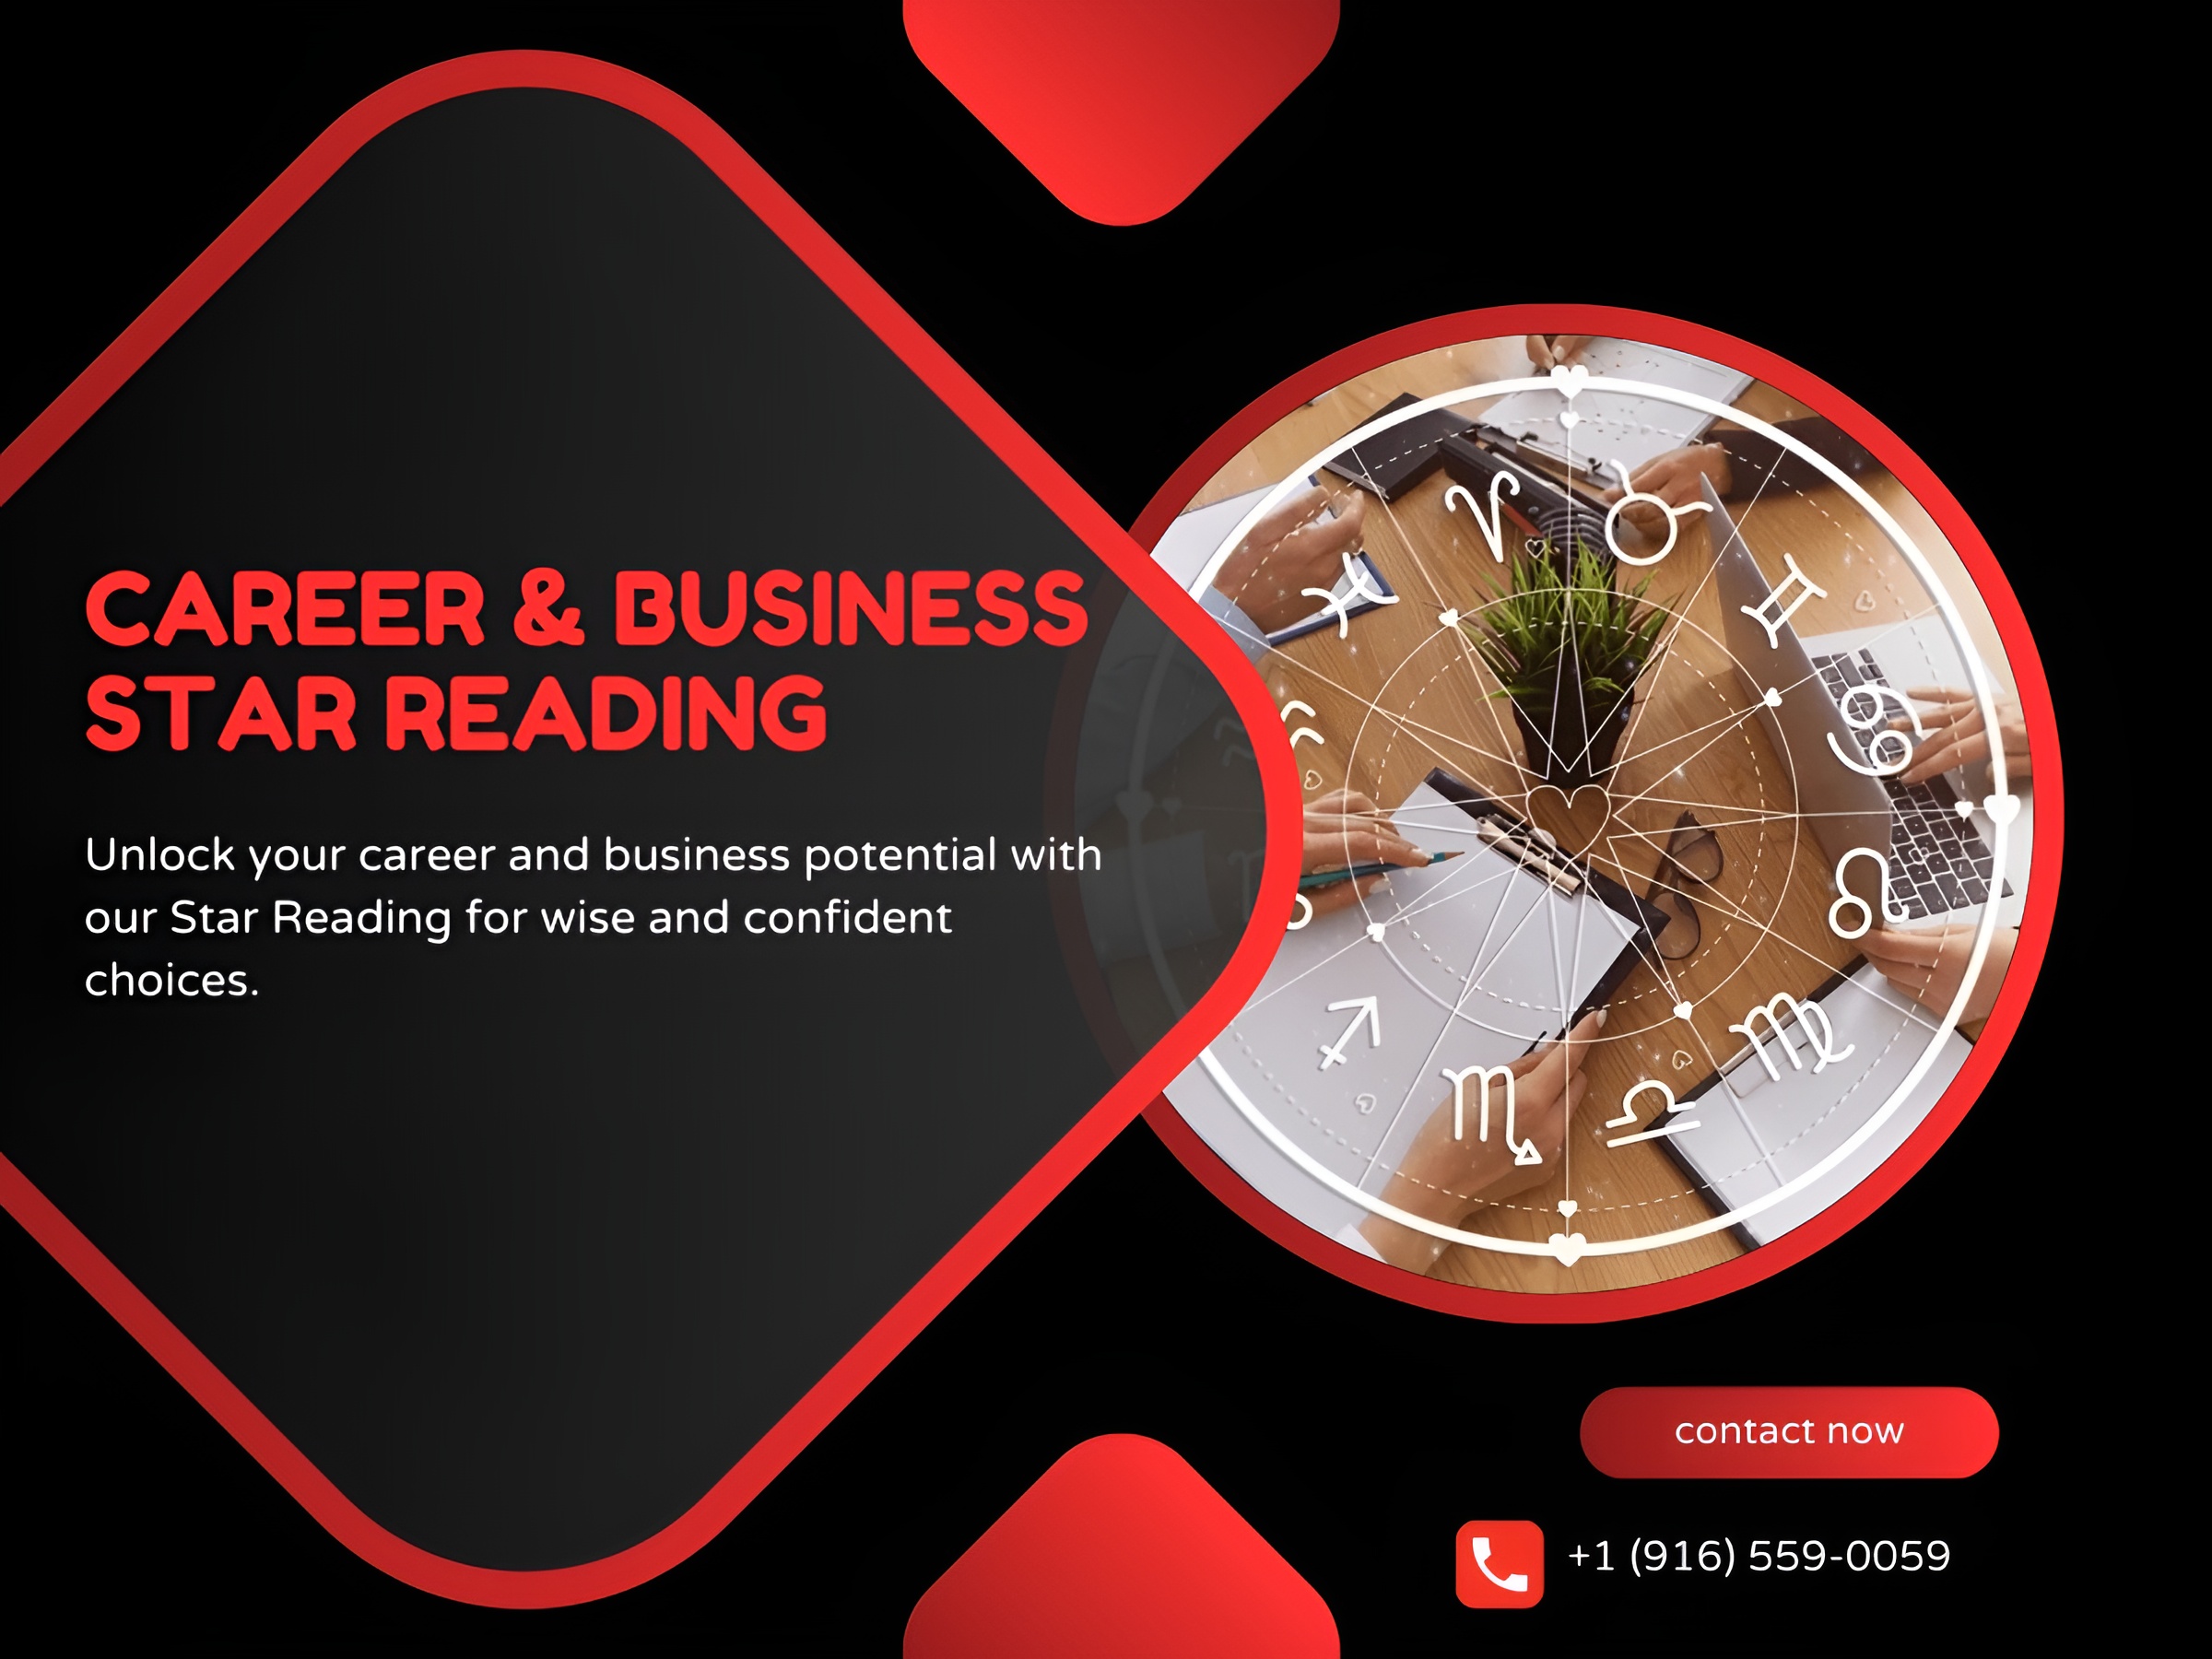 CAREER & BUSINESS
STAR READING
Unlock your career and business potential with
our Star Reading for wise and confident
choices.
contact now
+1 (916) 559-0059